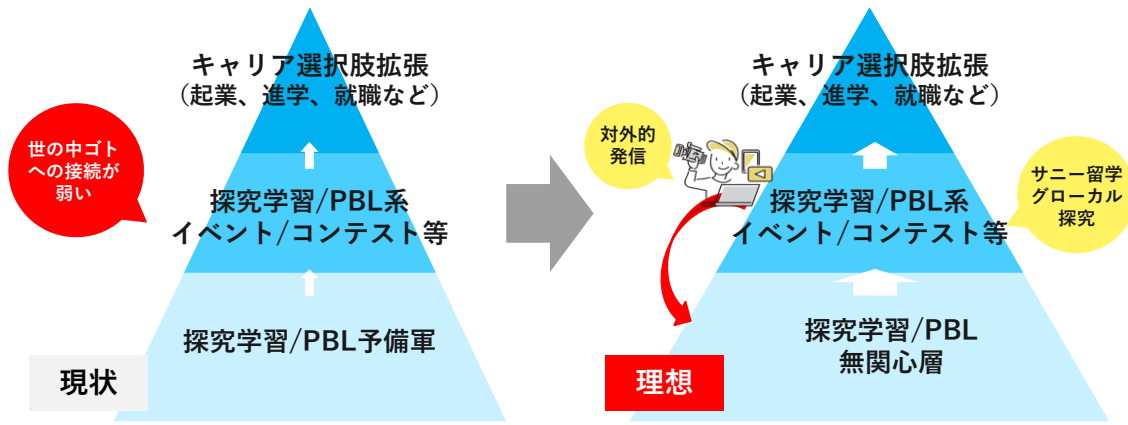 キャリア選択肢拡張
（起業、進学、就職など）
世の中ゴト
への接続が
弱い
探究学習/PBL系
イベント/コンテスト等
探究学習/PBL予備軍
現状
キャリア選択肢拡張
（起業、進学、就職など）
対外的
発信
探究学習/PBL系
イベント/コンテスト等
サニー留学
グローカル
探究
探究学習/PBL
無関心層
理想